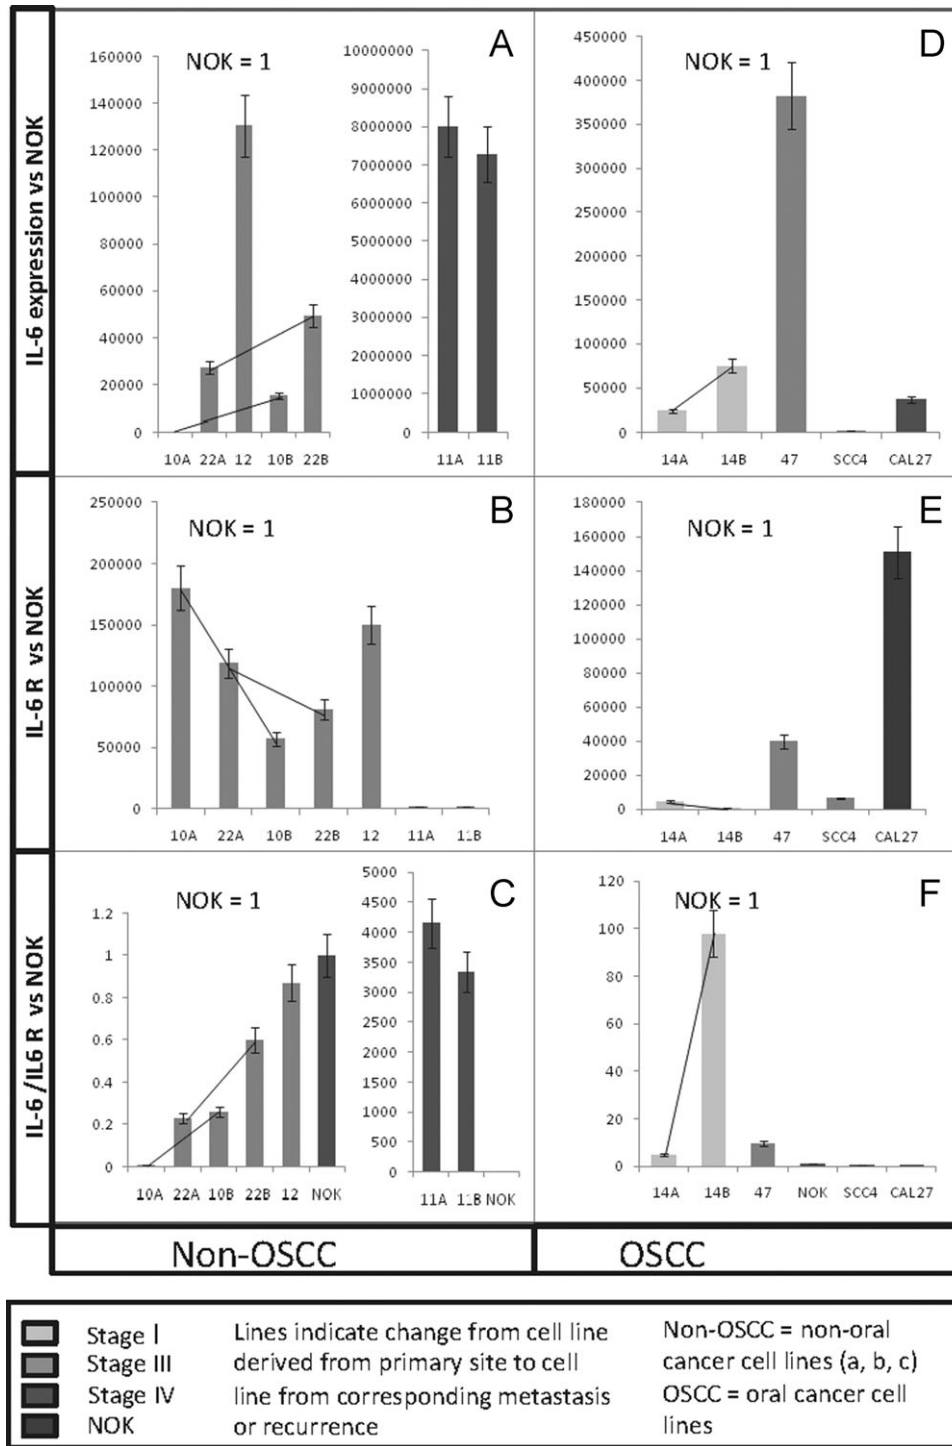 IL-6 expression vs NOK
A
NOK = 1
160000
140000
120000
100000
80000
60000
40000
20000
0
10A 22A 12 10B 22B
10000000
9000000
8000000
7000000
6000000
5000000
4000000
3000000
2000000
1000000
0
11A 11B
D
NOK = 1
450000
400000
350000
300000
250000
200000
150000
100000
50000
0
14A 14B 47 SCC4 CAL27
IL-6 R vs NOK
B
NOK = 1
250000
200000
150000
100000
50000
0
10A 22A 10B 22B 12 11A 11B
E
NOK = 1
180000
160000
140000
120000
100000
80000
60000
40000
20000
0
14A 14B 47 SCC4 CAL27
IL-6 /IL6 R vs NOK
C
NOK = 1
1.2
1
0.8
0.6
0.4
0.2
0
10A 22A 10B 22B 12 NOK
5000
4500
4000
3500
3000
2500
2000
1500
1000
500
0
11A 11B NOK
F
NOK = 1
120
100
80
60
40
20
0
14A 14B 47 NOK SCC4 CAL27
Non-OSCC
OSCC
Stage I
Stage III
Stage IV
NOK
Lines indicate change from cell line
derived from primary site to cell
line from corresponding metastasis
or recurrence
Non-OSCC = non-oral
cancer cell lines (a, b, c)
OSCC = oral cancer cell
lines